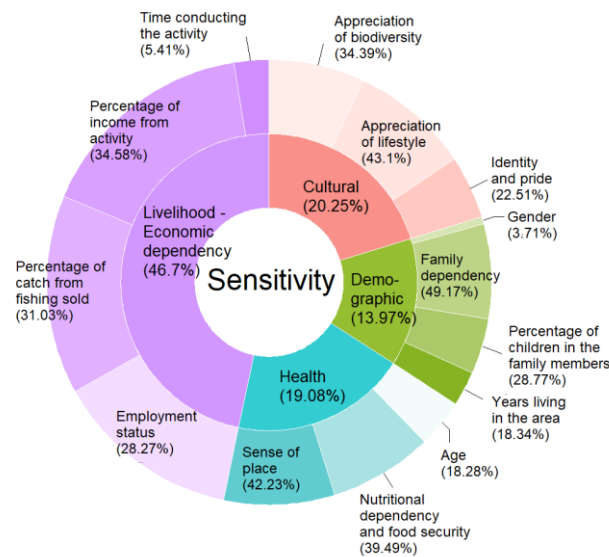 Time conducting
the activity
(5.41%)
Appreciation
of biodiversity
(34.39%)
Percentage of
income from
activity
(34.58%)
Appreciation
of lifestyle
(43.1%)
Identity
and pride
(22.51%)
Cultural
(20.25%)
Gender
(3.71%)
Livelihood -
Economic
dependency
(46.7%)
Sensitivity
Demo-
graphic
(13.97%)
Family
dependency
(49.17%)
Percentage of
catch from
fishing sold
(31.03%)
Percentage of
children in the
family members
(28.77%)
Health
(19.08%)
Years living
in the area
(18.34%)
Employment
status
(28.27%)
Sense of
place
(42.23%)
Age
(18.28%)
Nutritional
dependency
and food security
(39.49%)